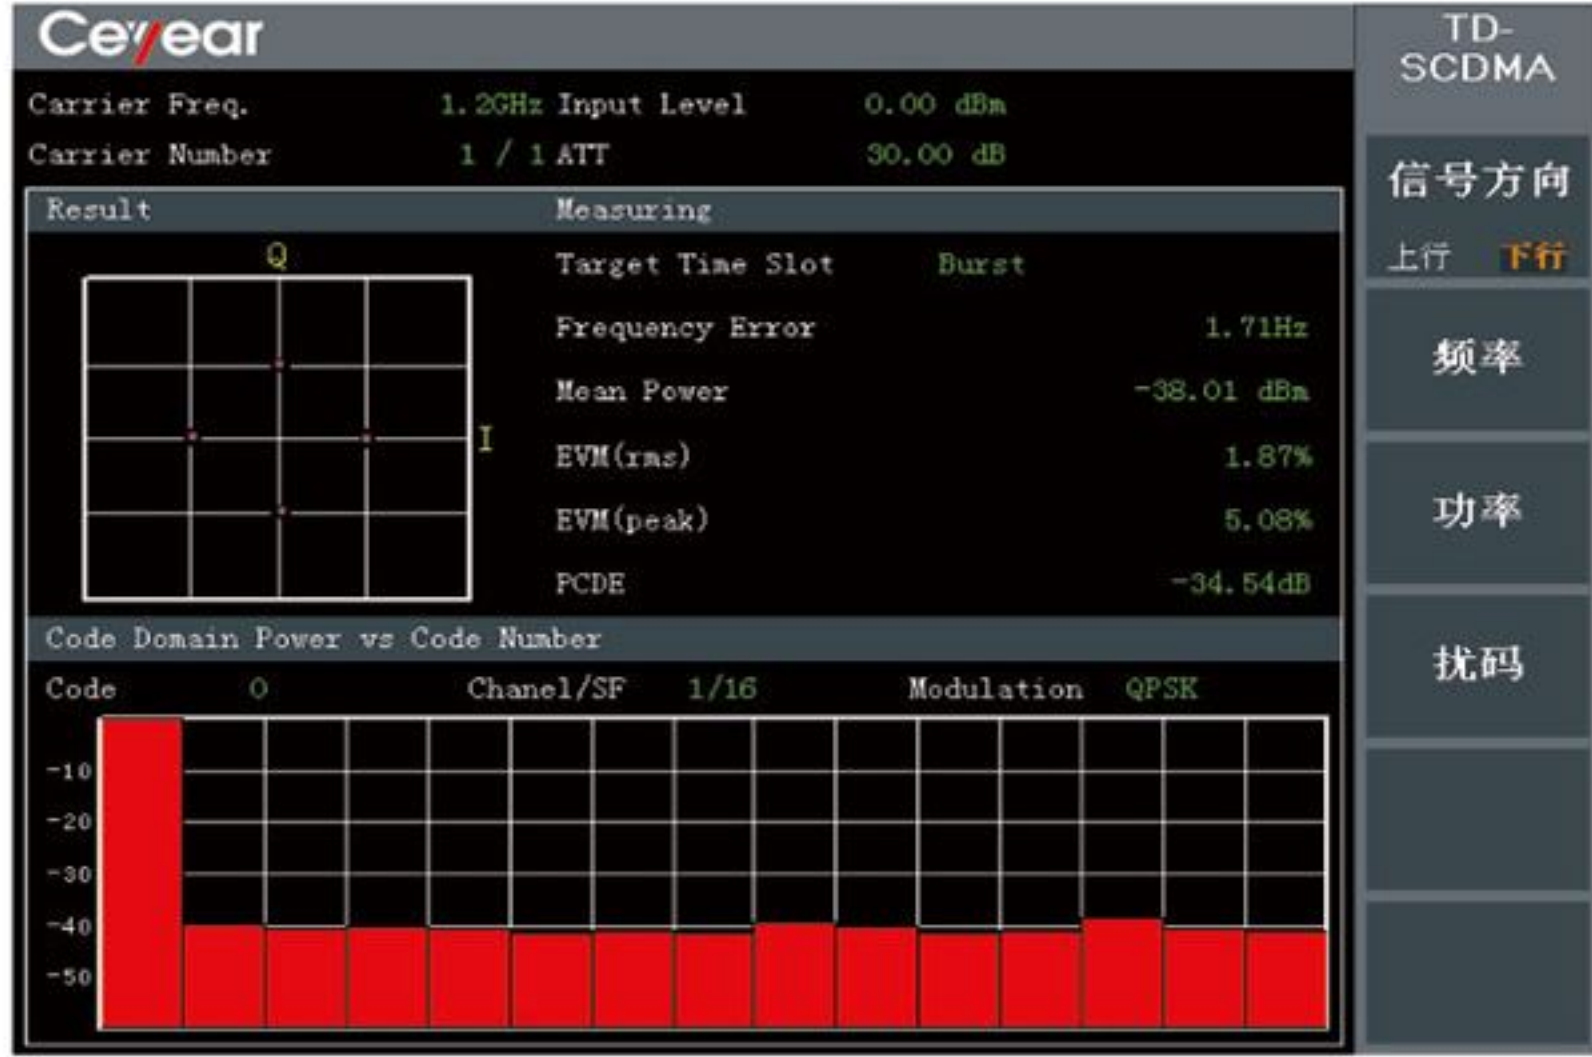 Ceyear
TD-
SCDMA
Carrier Freq. 1.2GHz Input Level 0.00 dBm
Carrier Number 1 / 1 ATT 30.00 dB
信号方向
上行 下行
频率
功率
扰码
Result Measuring
Q
I
Target Time Slot Burst
Frequency Error 1.71Hz
Mean Power -38.01 dBm
EVM(rms) 1.87%
EVM(peak) 5.08%
PCDE -34.54dB
Code Domain Power vs Code Number
Code 0 Chanel/SF 1/16 Modulation QPSK
-10
-20
-30
-40
-50